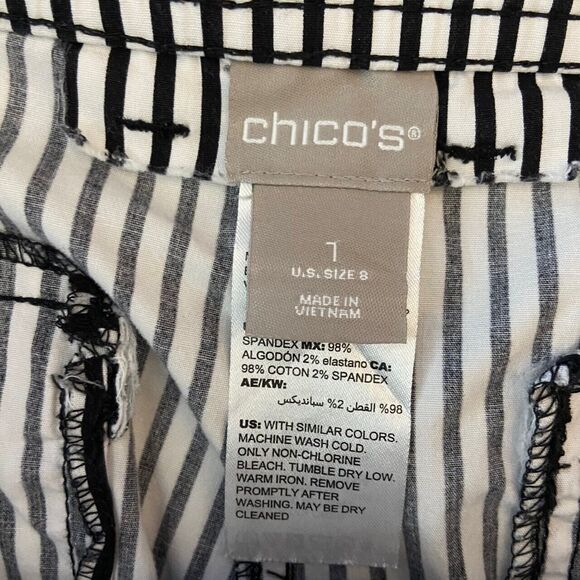 chico's®
1
U.S. SIZE 8
MADE IN
VIETNAM
SPANDEX MX: 98%
ALGODÓN 2% elastano CA:
98% COTON 2% SPANDEX
AE/KW:
98% القطن 2% سبانديكس
US: WITH SIMILAR COLORS.
MACHINE WASH COLD.
ONLY NON-CHLORINE
BLEACH. TUMBLE DRY LOW.
WARM IRON. REMOVE
PROMPTLY AFTER
WASHING. MAY BE DRY
CLEANED